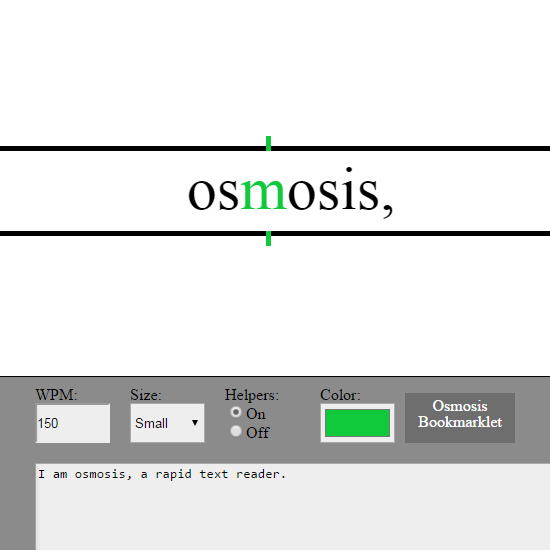 osmosis,
WPM: Size: Helpers: Color:
150 Small On Osmosis
Off Bookmarklet
I am osmosis, a rapid text reader.